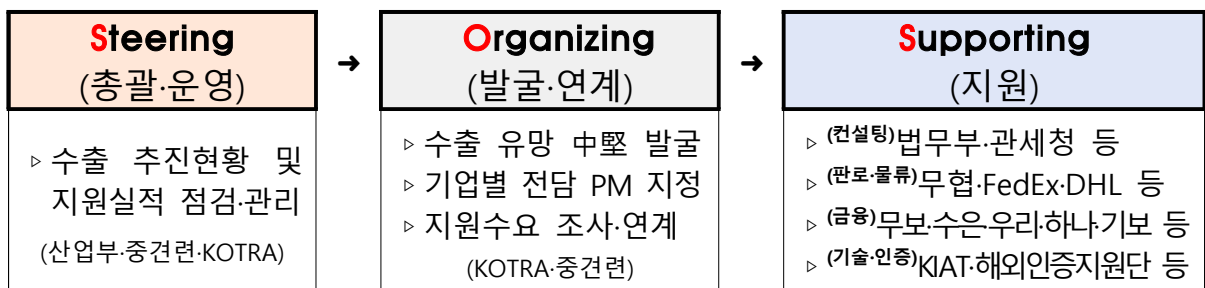 Steering
(총괄·운영)
▹ 수출 추진현황 및
지원실적 점검·관리
(산업부·중견련·KOTRA)
➜
Organizing
(발굴·연계)
▹ 수출 유망 中堅 발굴
▹ 기업별 전담 PM 지정
▹ 지원수요 조사·연계
(KOTRA·중견련)
➜
Supporting
(지원)
▹ (컨설팅)법무부·관세청 등
▹ (판로·물류)무협·FedEx·DHL 등
▹ (금융)무보·수은·우리·하나·기보 등
▹ (기술·인증)KIAT·해외인증지원단 등